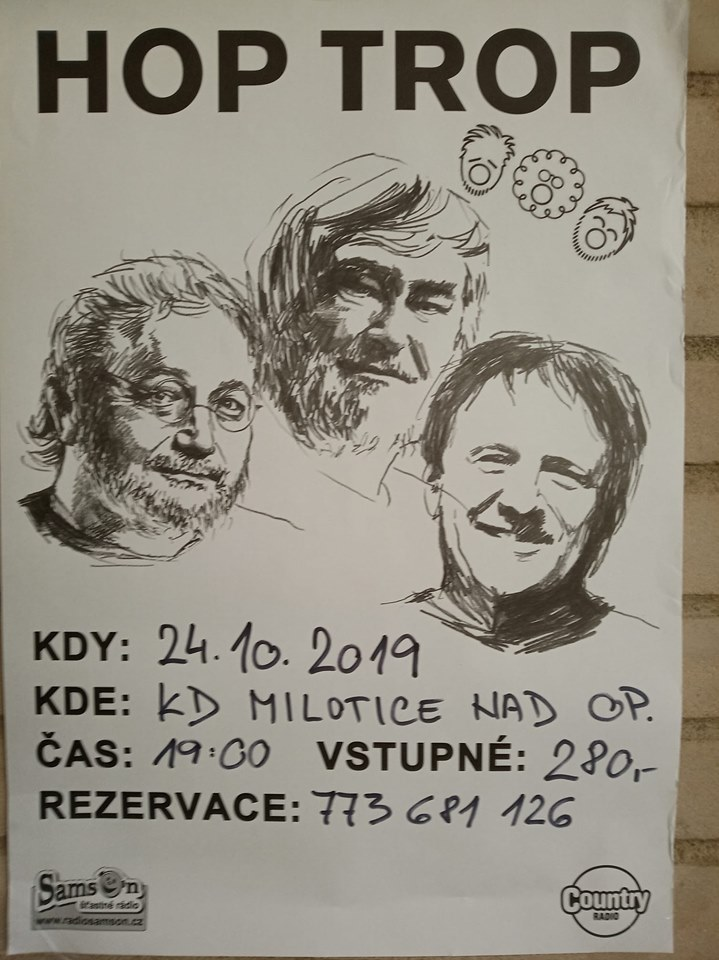 HOP TROP
KDY: 24.10.2019
KDE: KD MILOTICE NAD OP.
ČAS: 19:00 VSTUPNÉ: 280,-
REZERVACE: 773 681 126
Samson
šťastné rádio
www.radiosamson.cz
Country
RADIO